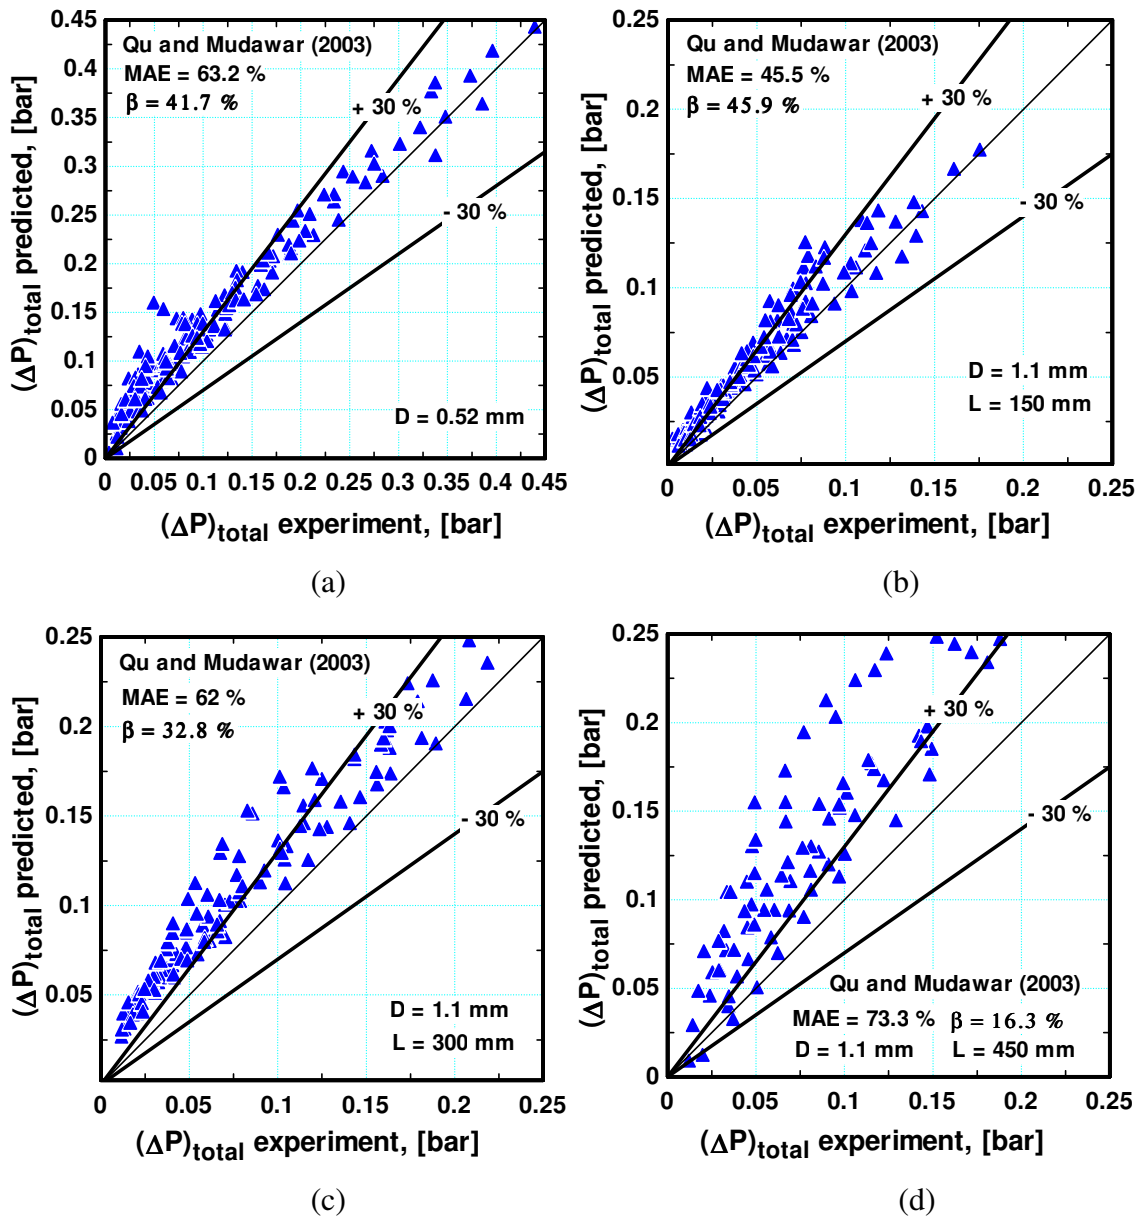 0.45
0.4
0.35
0.3
0.25
0.2
0.15
0.1
0.05
0
(ΔP)total predicted, [bar]
Qu and Mudawar (2003)
MAE = 63.2 %
β = 41.7 %
+ 30 %
- 30 %
D = 0.52 mm
0 0.05 0.1 0.15 0.2 0.25 0.3 0.35 0.4 0.45
(ΔP)total experiment, [bar]
(a)
0.25
0.2
0.15
0.1
0.05
0
(ΔP)total predicted, [bar]
Qu and Mudawar (2003)
MAE = 45.5 %
β = 45.9 %
+ 30 %
- 30 %
D = 1.1 mm
L = 150 mm
0 0.05 0.1 0.15 0.2 0.25
(ΔP)total experiment, [bar]
(b)
0.25
0.2
0.15
0.1
0.05
(ΔP)total predicted, [bar]
Qu and Mudawar (2003)
MAE = 62 %
β = 32.8 %
+ 30 %
- 30 %
D = 1.1 mm
L = 300 mm
0 0.05 0.1 0.15 0.2 0.25
(ΔP)total experiment, [bar]
(c)
0.25
0.2
0.15
0.1
0.05
0
(ΔP)total predicted, [bar]
+ 30 %
- 30 %
Qu and Mudawar (2003)
MAE = 73.3 % β = 16.3 %
D = 1.1 mm L = 450 mm
0 0.05 0.1 0.15 0.2 0.25
(ΔP)total experiment, [bar]
(d)